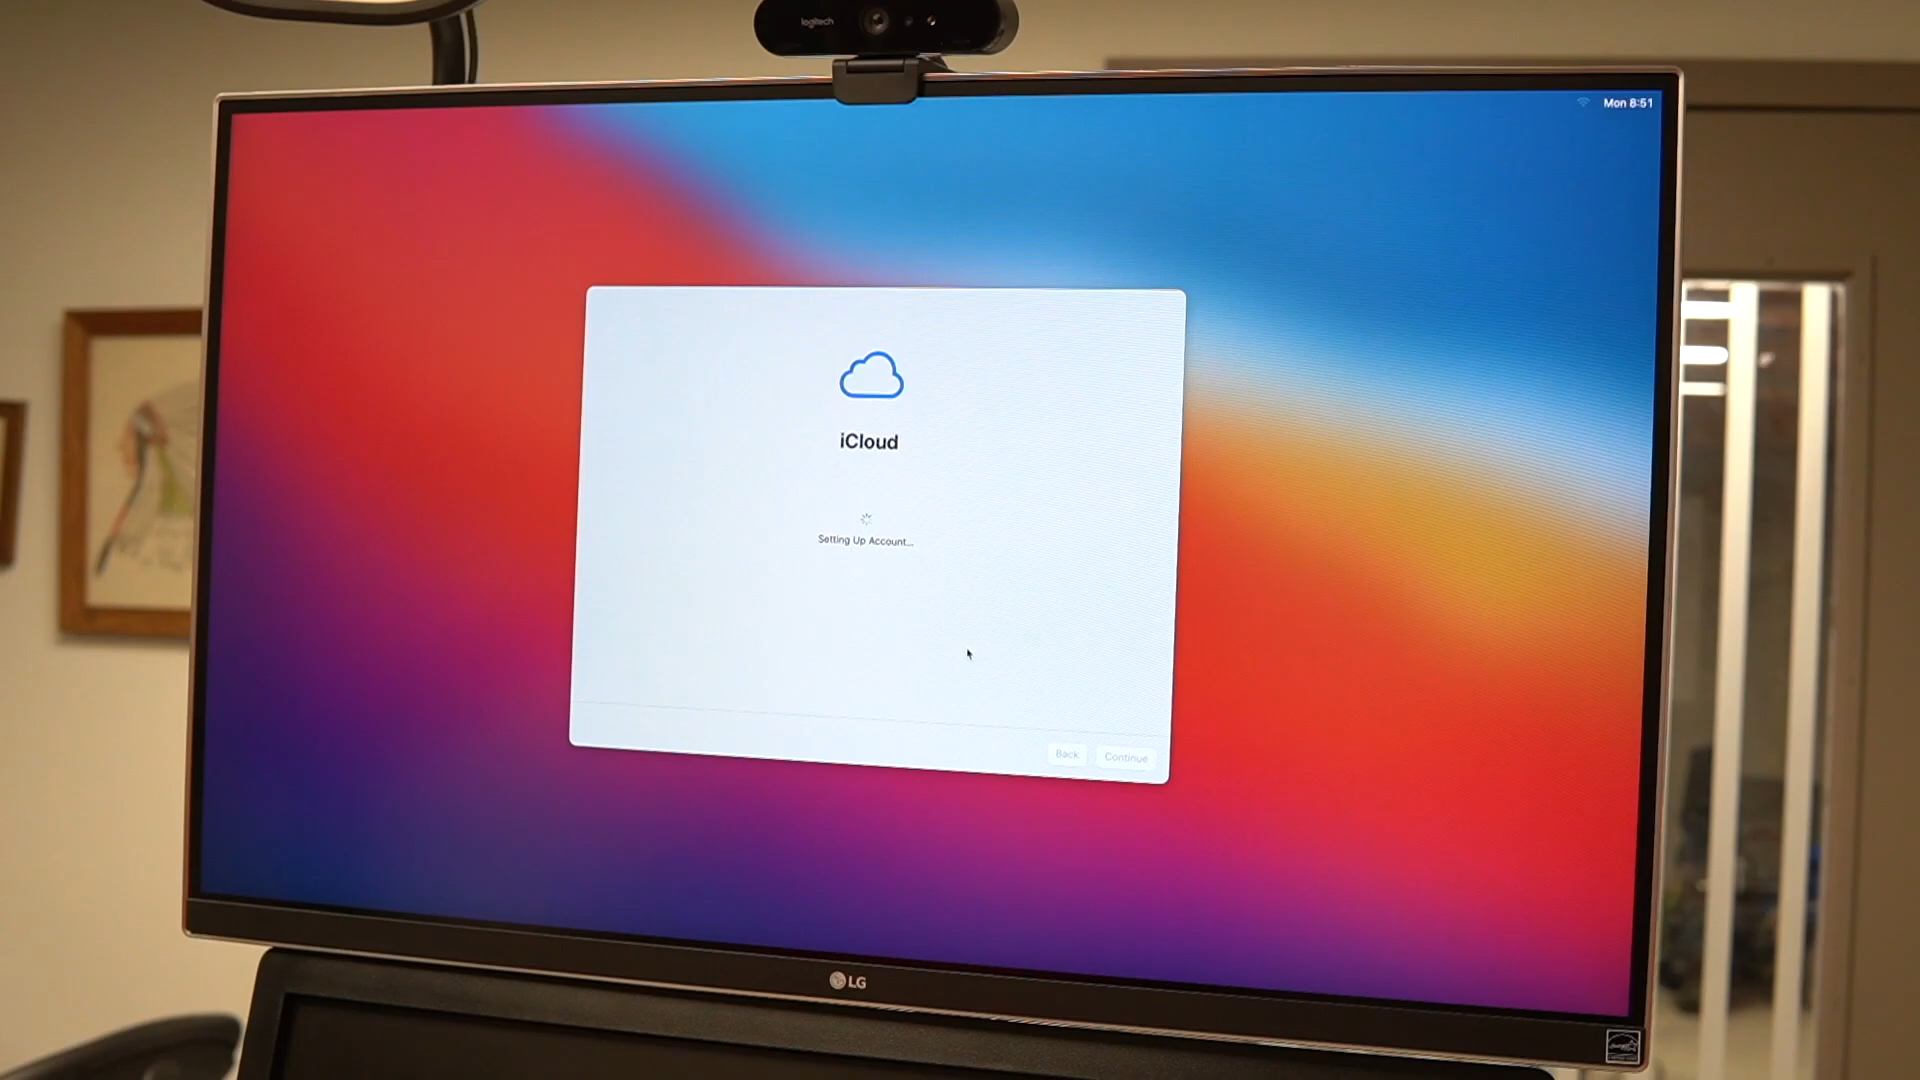 logitech
Mon 8:51
iCloud
Setting Up Account...
Back
Continue
LG